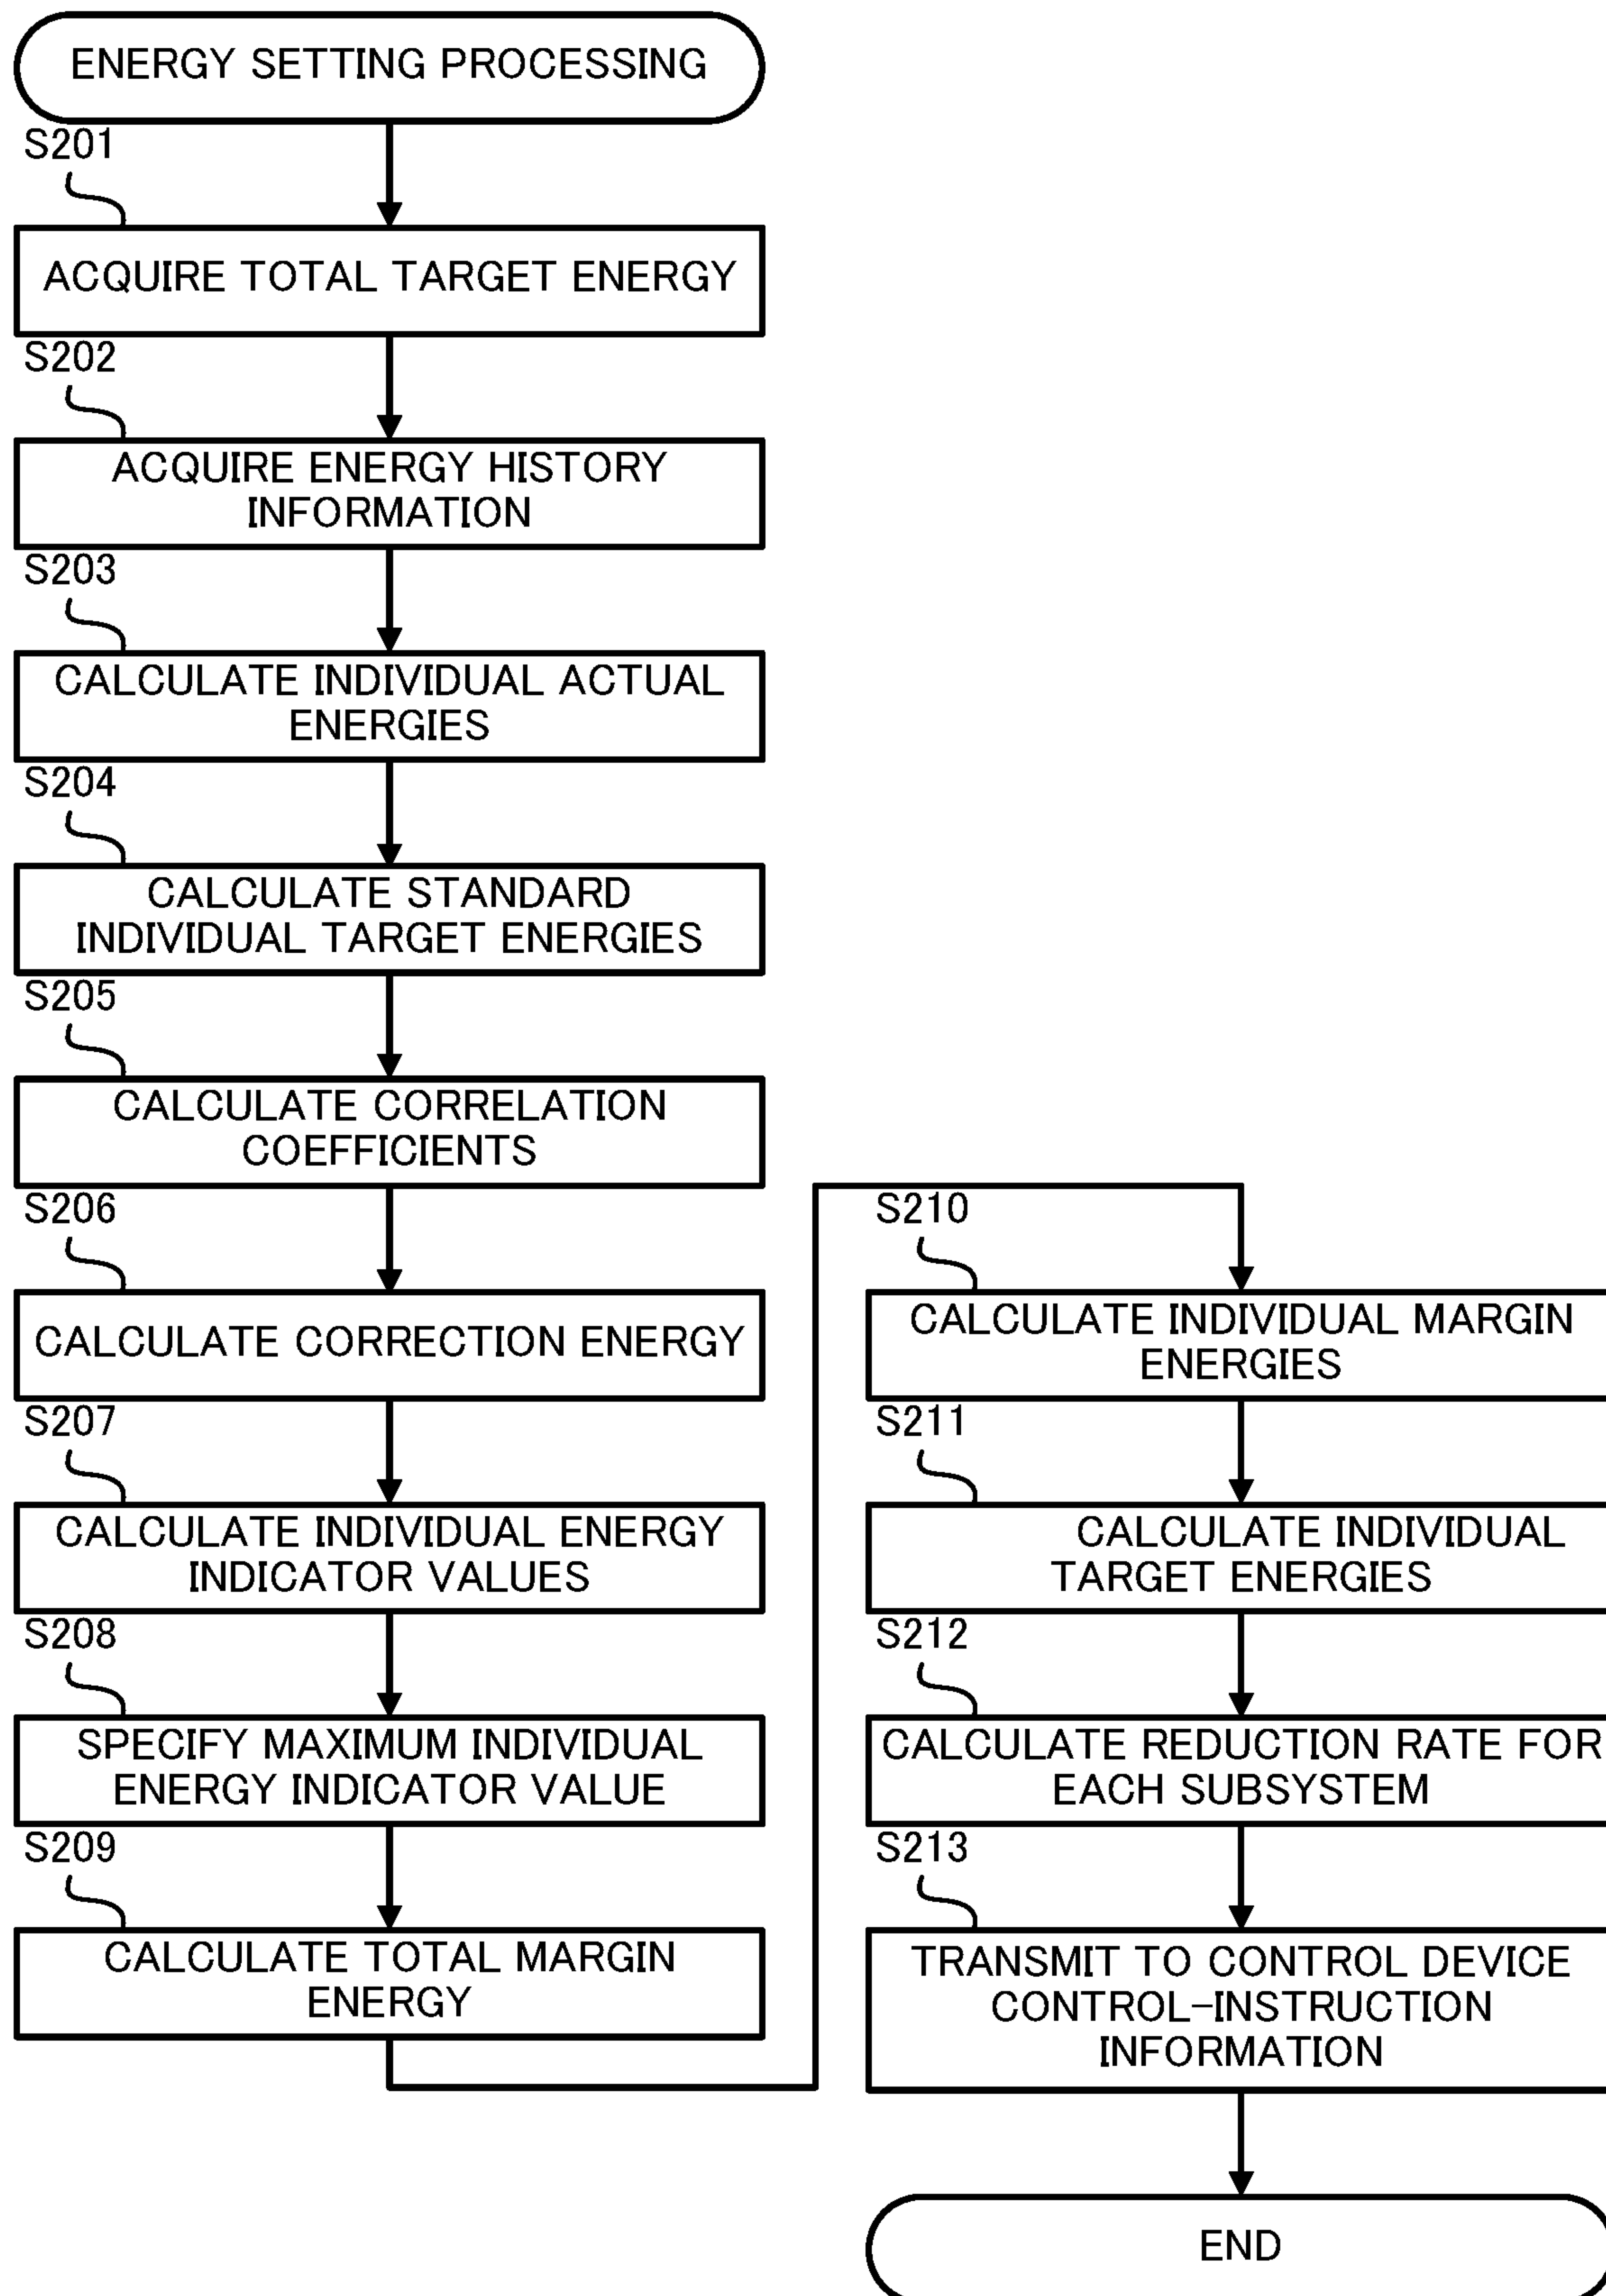 ENERGY SETTING PROCESSING
S201
ACQUIRE TOTAL TARGET ENERGY
S202
ACQUIRE ENERGY HISTORY
INFORMATION
S203
CALCULATE INDIVIDUAL ACTUAL
ENERGIES
S204
CALCULATE STANDARD
INDIVIDUAL TARGET ENERGIES
S205
CALCULATE CORRELATION
COEFFICIENTS
S206
CALCULATE CORRECTION ENERGY
S207
CALCULATE INDIVIDUAL ENERGY
INDICATOR VALUES
S208
SPECIFY MAXIMUM INDIVIDUAL
ENERGY INDICATOR VALUE
S209
CALCULATE TOTAL MARGIN
ENERGY
S210
CALCULATE INDIVIDUAL MARGIN
ENERGIES
S211
CALCULATE INDIVIDUAL
TARGET ENERGIES
S212
CALCULATE REDUCTION RATE FOR
EACH SUBSYSTEM
S213
TRANSMIT TO CONTROL DEVICE
CONTROL-INSTRUCTION
INFORMATION
END